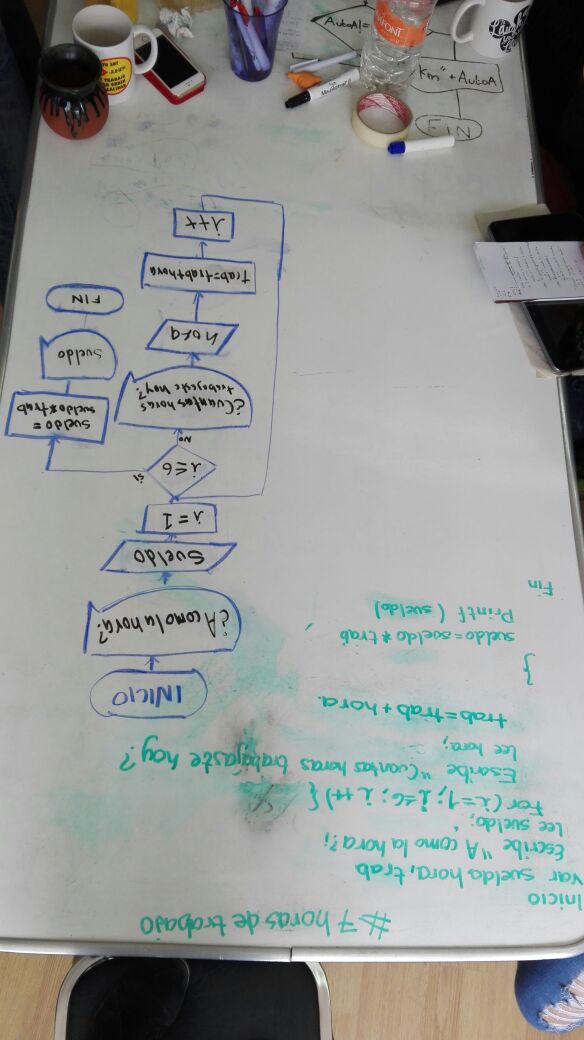 #7 horas de trabajo
Inicio
var suelda hora, trab
Escribe "A como la hora?;
Lee sueldo;
For (i=1; i=6; i++) {
Escribe "Cuantas horas trabajaste hoy?
lee hora;
trab=trab + hora.
}
sueldo=sueldo * trab
Printf (sueldo)
Fin
INICIO
¿A como la hora?
Sueldo
i = 1
i ≤ 6
NO
¿Cuantas horas
trabajaste hoy?
hora
Trab=trab+hora
i++
si
sueldo =
sueldo*trab
sueldo
FIN
AutoA=
Km" + AutoA
FIN